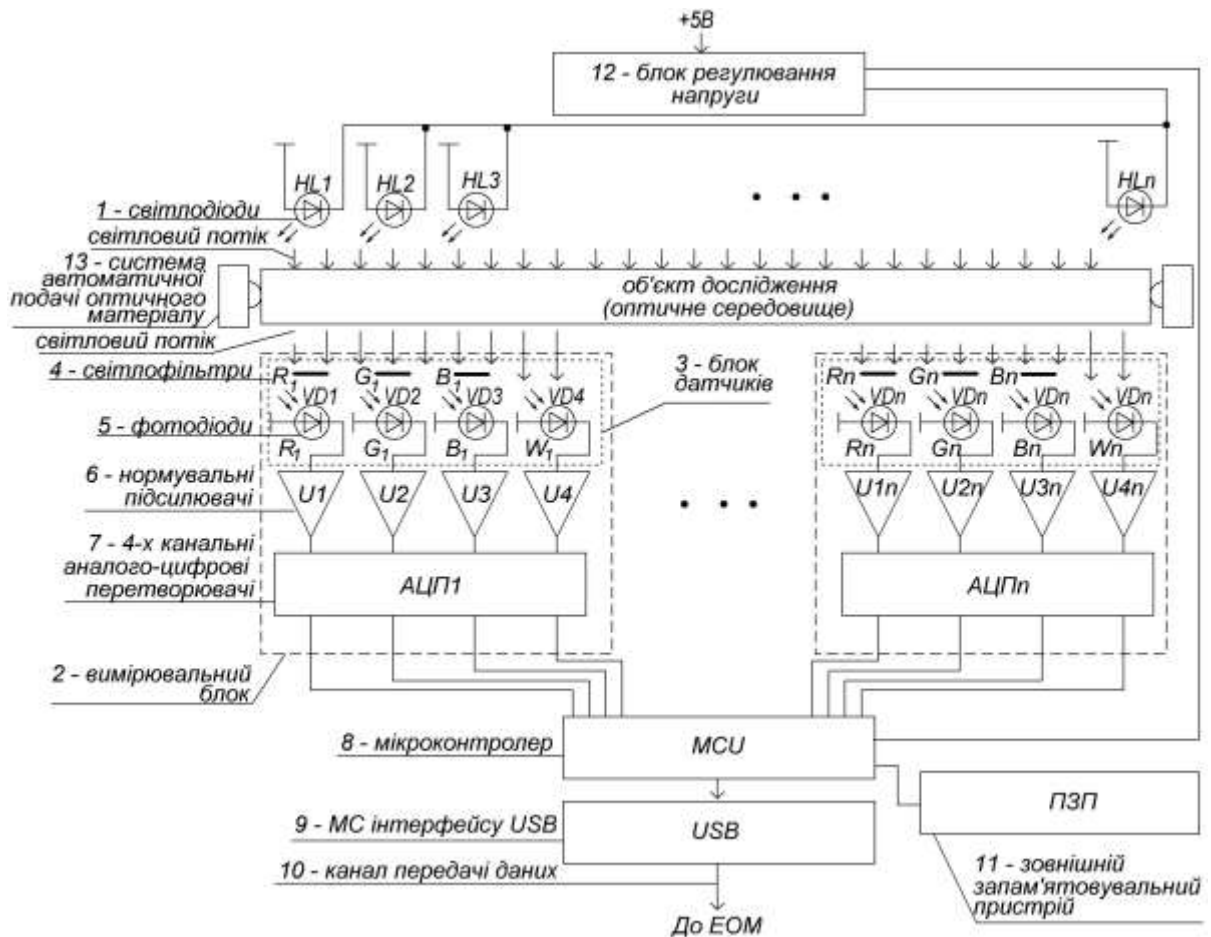 +5В
12 - блок регулювання
напруги
HL1
HL2
HL3
HLn
1 - світлодіоди
світловий потік
13 - система
автоматичної
подачі оптичного
матеріалу
об'єкт дослідження
(оптичне середовище)
світловий потік
4 - світлофільтри
R1
G1
B1
3 - блок
датчиків
Rn
Gn
Bn
VD1
VD2
VD3
VD4
VDn
VDn
VDn
VDn
5 - фотодіоди
R1
G1
B1
W1
Rn
Gn
Bn
Wn
6 - нормувальні
підсилювачі
U1
U2
U3
U4
U1n
U2n
U3n
U4n
7 - 4-х канальні
аналого-цифрові
перетворювачі
АЦП1
АЦПn
2 - вимірювальний
блок
8 - мікроконтролер
MCU
ПЗП
9 - МС інтерфейсу USB
USB
10 - канал передачі даних
11 - зовнішній
запам'ятовувальний
пристрій
До ЕОМ